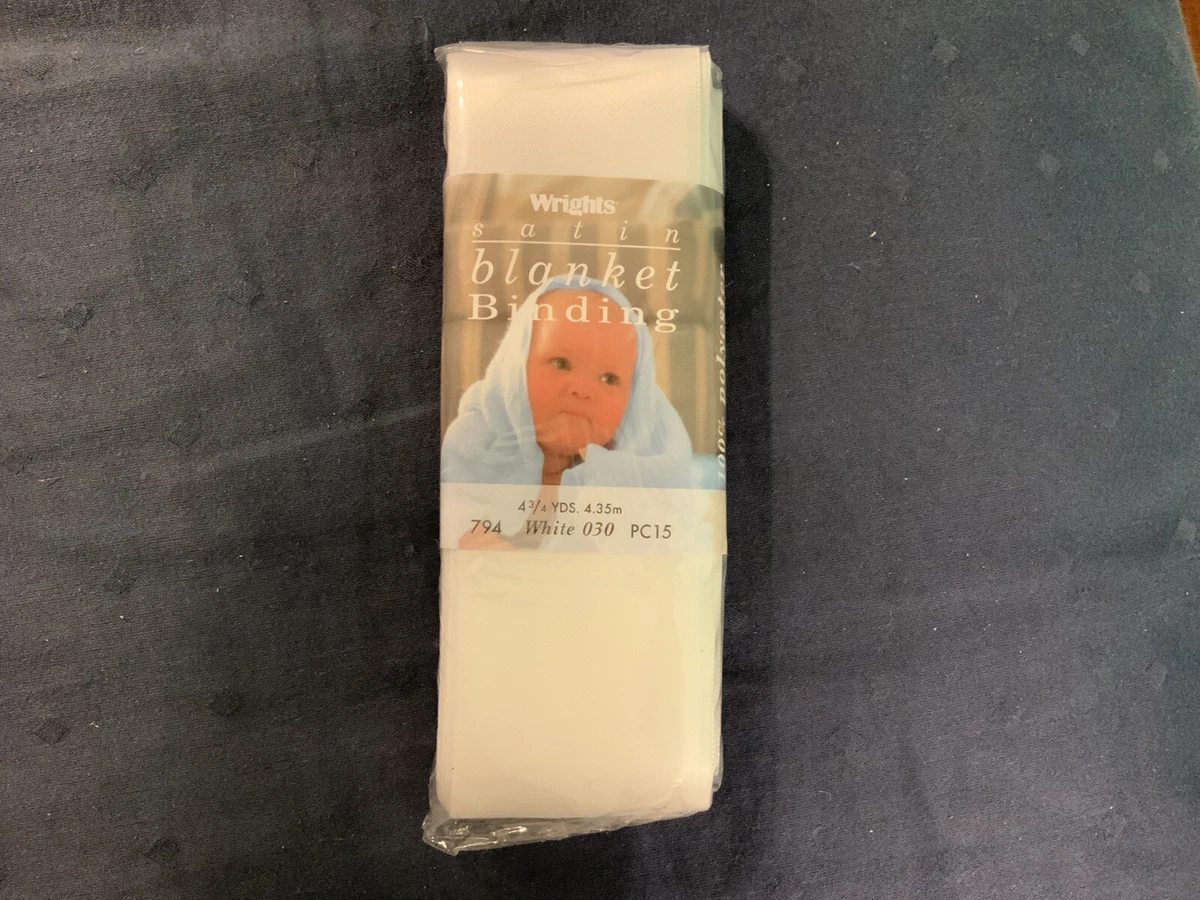 Wrights
satin
blanket
Binding
100% polyester
4 3/4 YDS. 4.35m
794 White 030 PC15